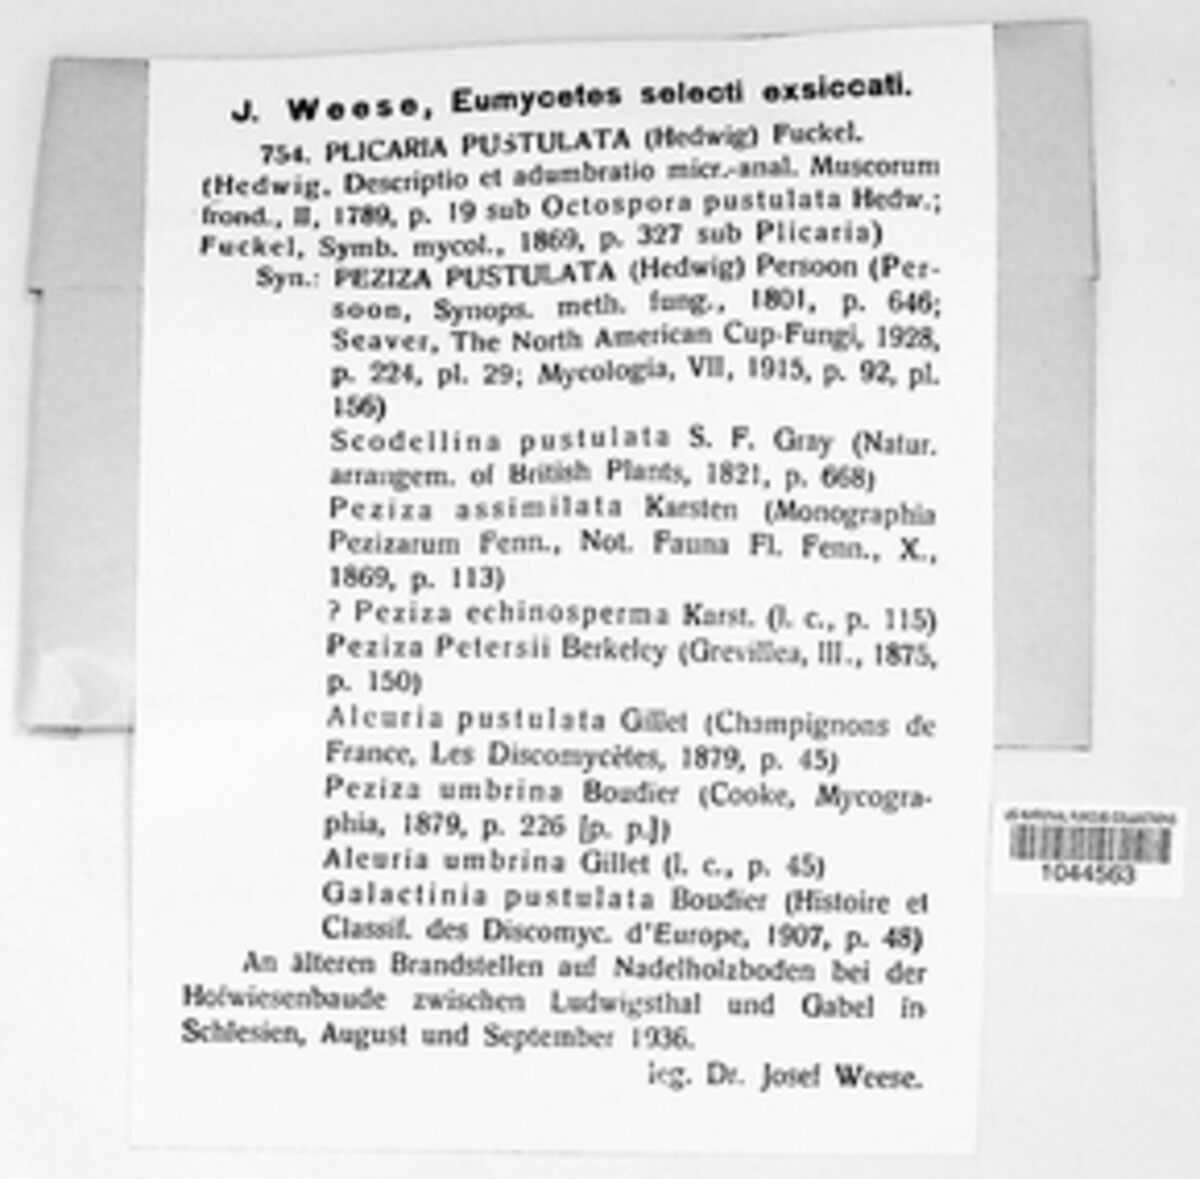 J. Weese, Eumycetes selecti exsiccati.
754. PLICARIA PUSTULATA (Hedwig) Fuckel.
(Hedwig, Descriptio et adumbratio micr.-anal. Muscorum
frond., II, 1789, p. 19 sub Octospora pustulata Hedw.;
Fuckel, Symb. mycol., 1869, p. 327 sub Plicaria)
Syn.: PEZIZA PUSTULATA (Hedwig) Persoon (Per-
soon, Synops. meth. fung., 1801, p. 646;
Seaver, The North American Cup-Fungi, 1928,
p. 224, pl. 29; Mycologia, VII, 1915, p. 92, pl.
156)
Scodellina pustulata S. F. Gray (Natur.
arrangem. of British Plants, 1821, p. 668)
Peziza assimilata Karsten (Monographia
Pezizarum Fenn., Not. Fauna Fl. Fenn., X.,
1869, p. 113)
? Peziza echinosperma Karst. (l. c., p. 115)
Peziza Petersii Berkeley (Grevillea, III., 1875,
p. 150)
Aleuria pustulata Gillet (Champignons de
France, Les Discomycètes, 1879, p. 45)
Peziza umbrina Boudier (Cooke, Mycogra-
phia, 1879, p. 226 [p. p.])
Aleuria umbrina Gillet (l. c., p. 45)
Galactinia pustulata Boudier (Histoire et
Classif. des Discomyc. d'Europe, 1907, p. 48)
An älteren Brandstellen auf Nadelholzboden bei der
Hofwiesenbaude zwischen Ludwigsthal und Gabel in
Schlesien, August und September 1936.
leg. Dr. Josef Weese.
US NATIONAL FUNGUS COLLECTIONS
1044563